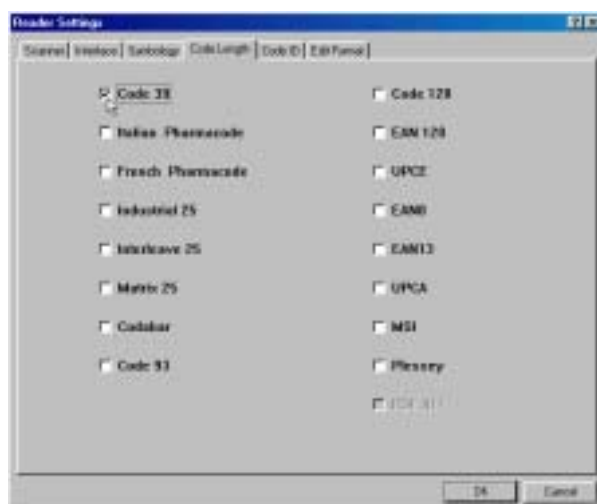 Reader Settings
Scanner Interface Symbology Code Length Code ID Edit Format
Code 39
Italian Pharmacode
French Pharmacode
Industrial 25
Interleave 25
Matrix 25
Codabar
Code 93
Code 128
EAN 128
UPCE
EAN8
EAN13
UPCA
MSI
Plessey
OK Cancel